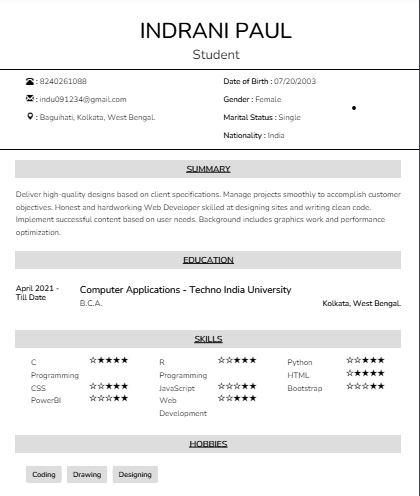 INDRANI PAUL
Student
: 8240261088
Date of Birth : 07/20/2003
: indu091234@gmail.com
Gender : Female
: Baguihati, Kolkata, West Bengal.
Marital Status : Single
Nationality : India
SUMMARY
Deliver high-quality designs based on client specifications. Manage projects smoothly to accomplish customer
objectives. Honest and hardworking Web Developer skilled at designing sites and writing clean code.
Implement successful content based on user needs. Background includes graphics work and performance
optimization.
EDUCATION
April 2021 -
Till Date
Computer Applications - Techno India University
B.C.A.
Kolkata, West Bengal.
SKILLS
C
Programming
☆★★★★
R
Programming
☆☆★★★
Python
☆☆★★★
HTML
☆★★★★
CSS
☆☆★★★
JavaScript
☆☆☆★★
Bootstrap
☆☆☆★★
PowerBI
☆☆☆★★
Web
Development
☆☆★★★
HOBBIES
Coding
Drawing
Designing